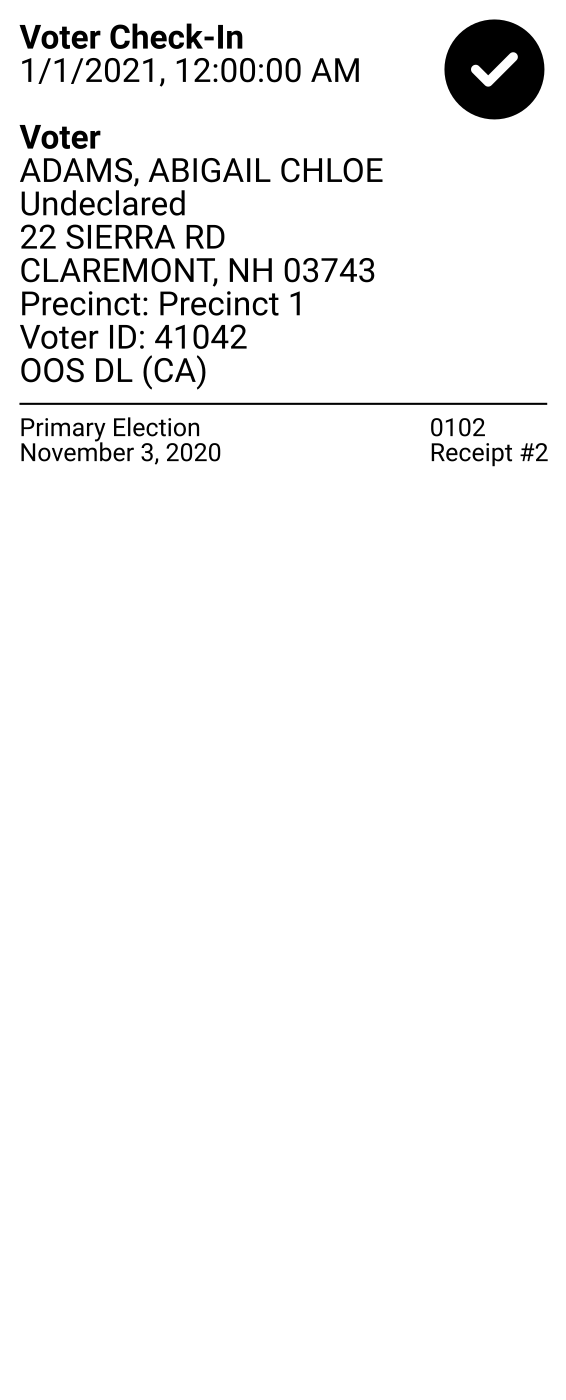 Voter Check-In
1/1/2021, 12:00:00 AM
Voter
ADAMS, ABIGAIL CHLOE
Undeclared
22 SIERRA RD
CLAREMONT, NH 03743
Precinct: Precinct 1
Voter ID: 41042
OOS DL (CA)
Primary Election
November 3, 2020
0102
Receipt #2